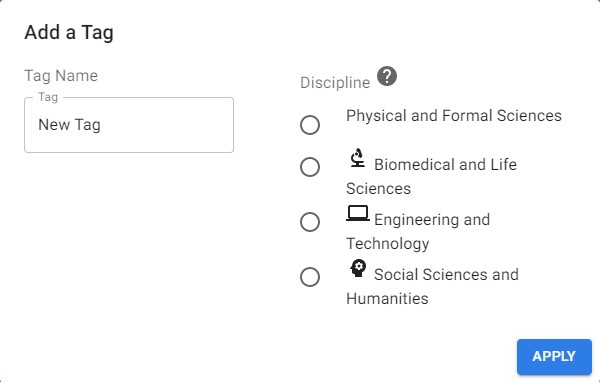 Add a Tag
Tag Name
Tag
New Tag
Discipline ?
Physical and Formal Sciences
Biomedical and Life
Sciences
Engineering and
Technology
Social Sciences and
Humanities
APPLY